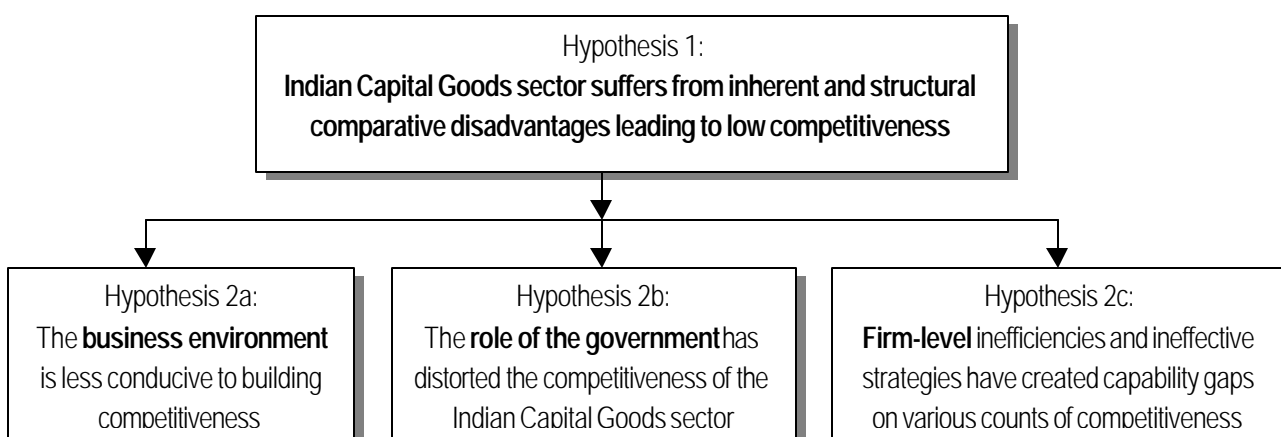 Hypothesis 1:
Indian Capital Goods sector suffers from inherent and structural
comparative disadvantages leading to low competitiveness
Hypothesis 2a:
The business environment
is less conducive to building
competitiveness
Hypothesis 2b:
The role of the government has
distorted the competitiveness of the
Indian Capital Goods sector
Hypothesis 2c:
Firm-level inefficiencies and ineffective
strategies have created capability gaps
on various counts of competitiveness